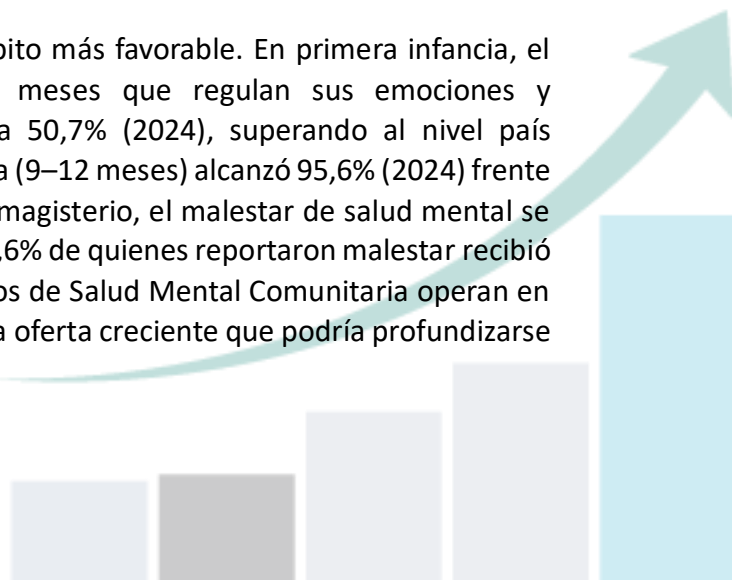 bito más favorable. En primera infancia, el
meses que regulan sus emociones y
a 50,7% (2024), superando al nivel país
a (9–12 meses) alcanzó 95,6% (2024) frente
magisterio, el malestar de salud mental se
,6% de quienes reportaron malestar recibió
os de Salud Mental Comunitaria operan en
a oferta creciente que podría profundizarse